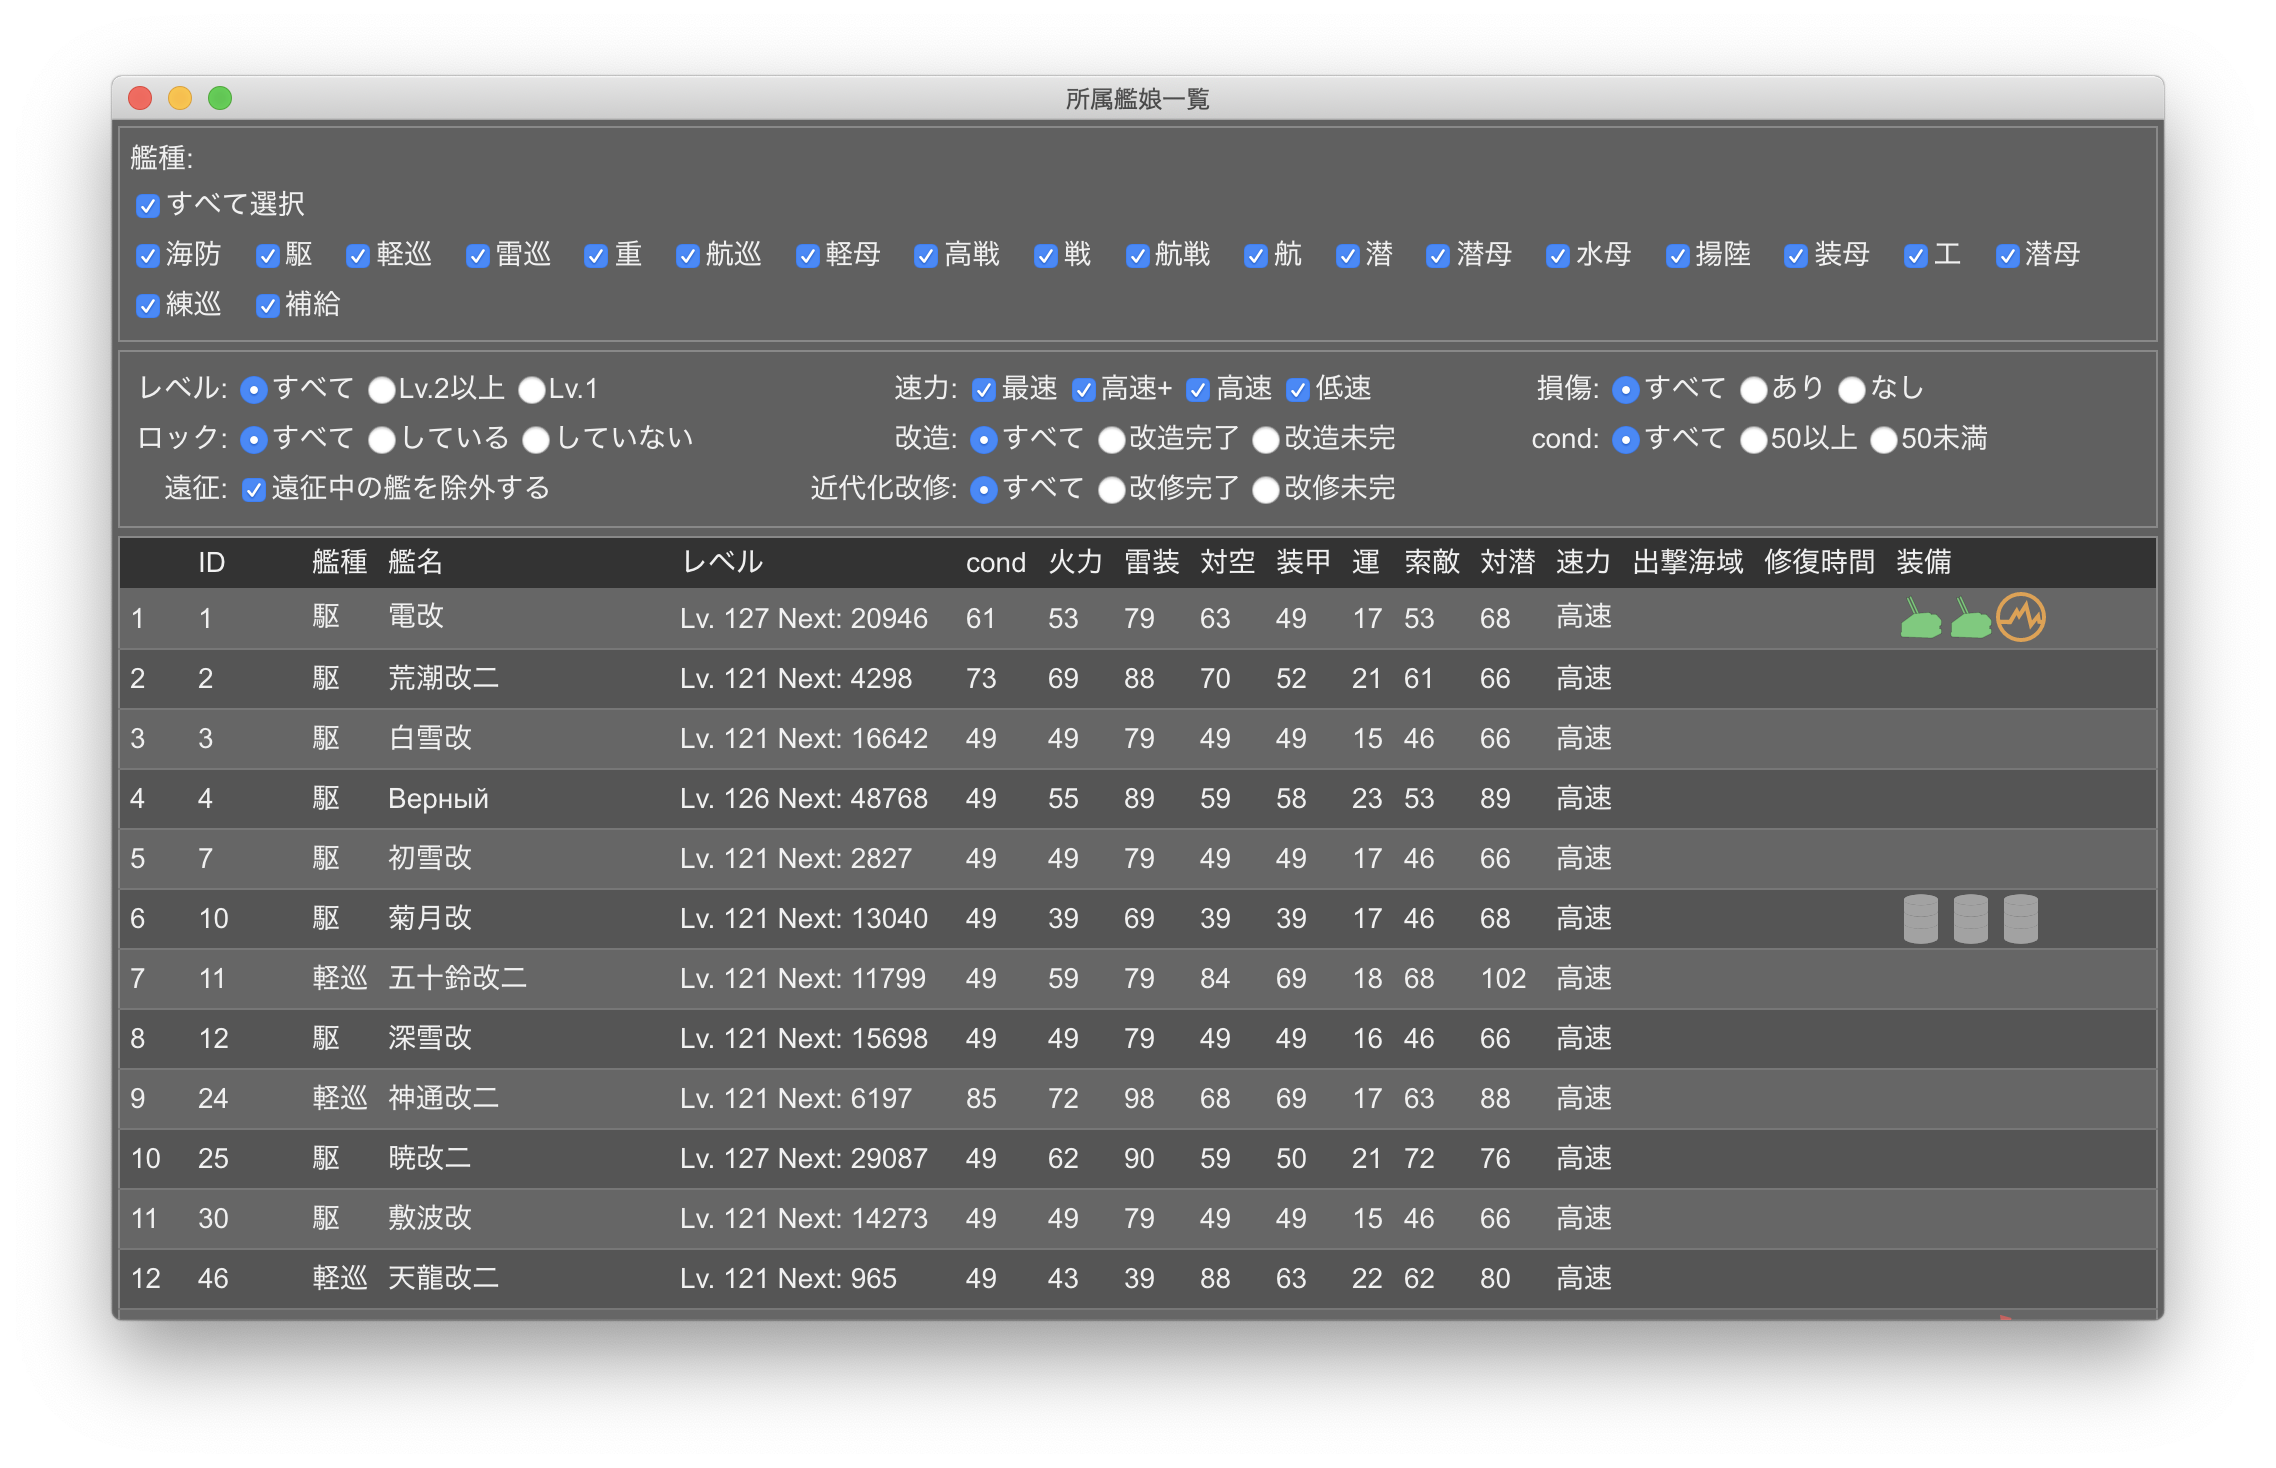 所属艦娘一覧
艦種:
すべて選択
海防 駆 軽巡 雷巡 重 航巡 軽母 高戦 戦 航戦 航 潜 潜母 水母 揚陸 装母 工 潜母
練巡 補給
レベル: すべて Lv.2以上 Lv.1 速力: 最速 高速+ 高速 低速 損傷: すべて あり なし
ロック: すべて している していない 改造: すべて 改造完了 改造未完 cond: すべて 50以上 50未満
遠征: 遠征中の艦を除外する 近代化改修: すべて 改修完了 改修未完
ID 艦種 艦名 レベル cond 火力 雷装 対空 装甲 運 索敵 対潜 速力 出撃海域 修復時間 装備
1 1 駆 電改 Lv. 127 Next: 20946 61 53 79 63 49 17 53 68 高速
2 2 駆 荒潮改二 Lv. 121 Next: 4298 73 69 88 70 52 21 61 66 高速
3 3 駆 白雪改 Lv. 121 Next: 16642 49 49 79 49 49 15 46 66 高速
4 4 駆 Верный Lv. 126 Next: 48768 49 55 89 59 58 23 53 89 高速
5 7 駆 初雪改 Lv. 121 Next: 2827 49 49 79 49 49 17 46 66 高速
6 10 駆 菊月改 Lv. 121 Next: 13040 49 39 69 39 39 17 46 68 高速
7 11 軽巡 五十鈴改二 Lv. 121 Next: 11799 49 59 79 84 69 18 68 102 高速
8 12 駆 深雪改 Lv. 121 Next: 15698 49 49 79 49 49 16 46 66 高速
9 24 軽巡 神通改二 Lv. 121 Next: 6197 85 72 98 68 69 17 63 88 高速
10 25 駆 暁改二 Lv. 127 Next: 29087 49 62 90 59 50 21 72 76 高速
11 30 駆 敷波改 Lv. 121 Next: 14273 49 49 79 49 49 15 46 66 高速
12 46 軽巡 天龍改二 Lv. 121 Next: 965 49 43 39 88 63 22 62 80 高速